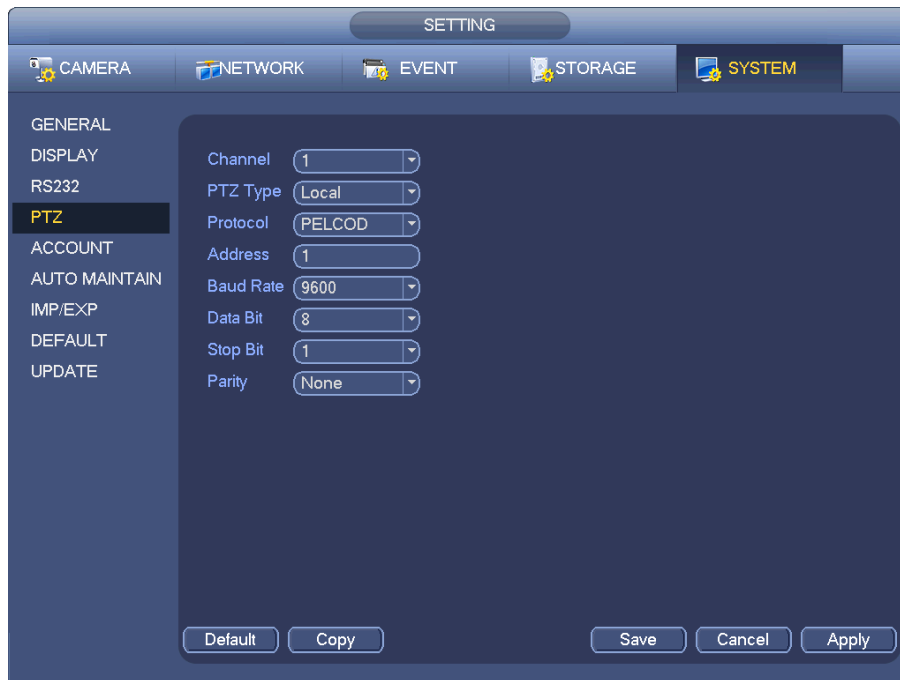 SETTING
CAMERA NETWORK EVENT STORAGE SYSTEM
GENERAL
DISPLAY
RS232
PTZ
ACCOUNT
AUTO MAINTAIN
IMP/EXP
DEFAULT
UPDATE
Channel 1
PTZ Type Local
Protocol PELCOD
Address 1
Baud Rate 9600
Data Bit 8
Stop Bit 1
Parity None
Default Copy Save Cancel Apply